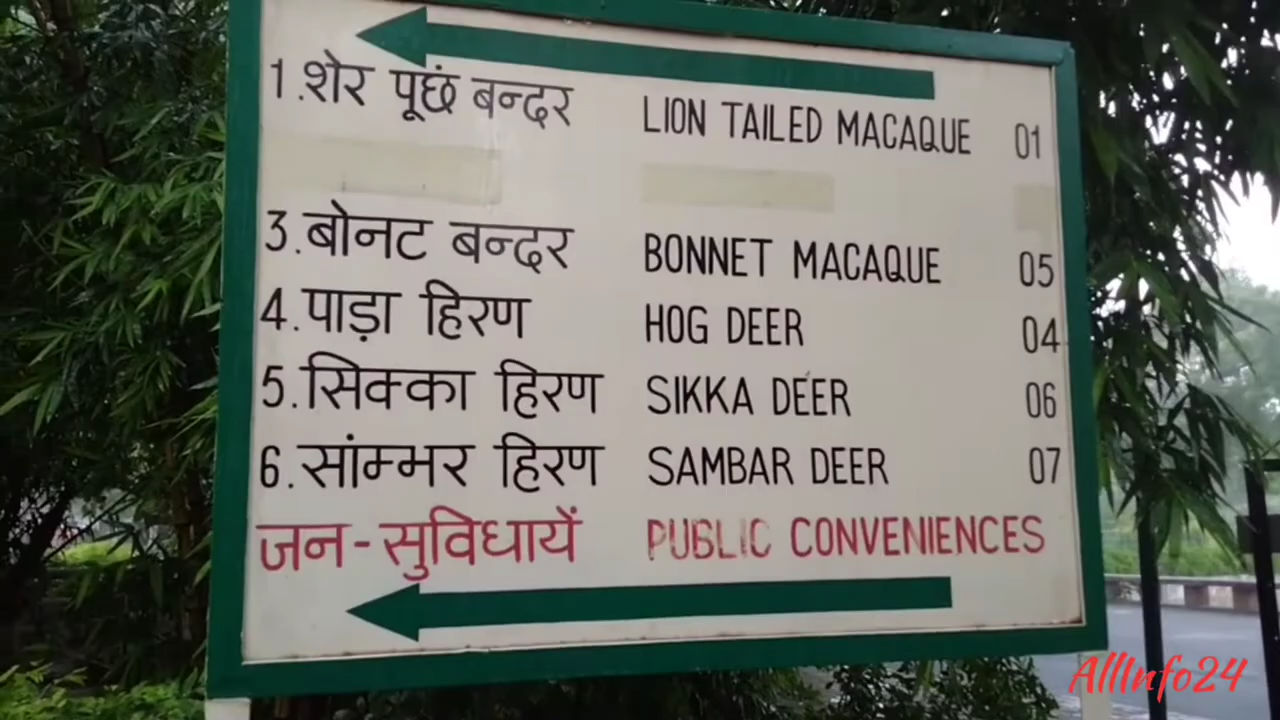 1.शेर पूछं बन्दर LION TAILED MACAQUE 01
3.बोनट बन्दर BONNET MACAQUE 05
4.पाड़ा हिरण HOG DEER 04
5.सिक्का हिरण SIKKA DEER 06
6.सांम्भर हिरण SAMBAR DEER 07
जन-सुविधायें PUBLIC CONVENIENCES
AllInfo24